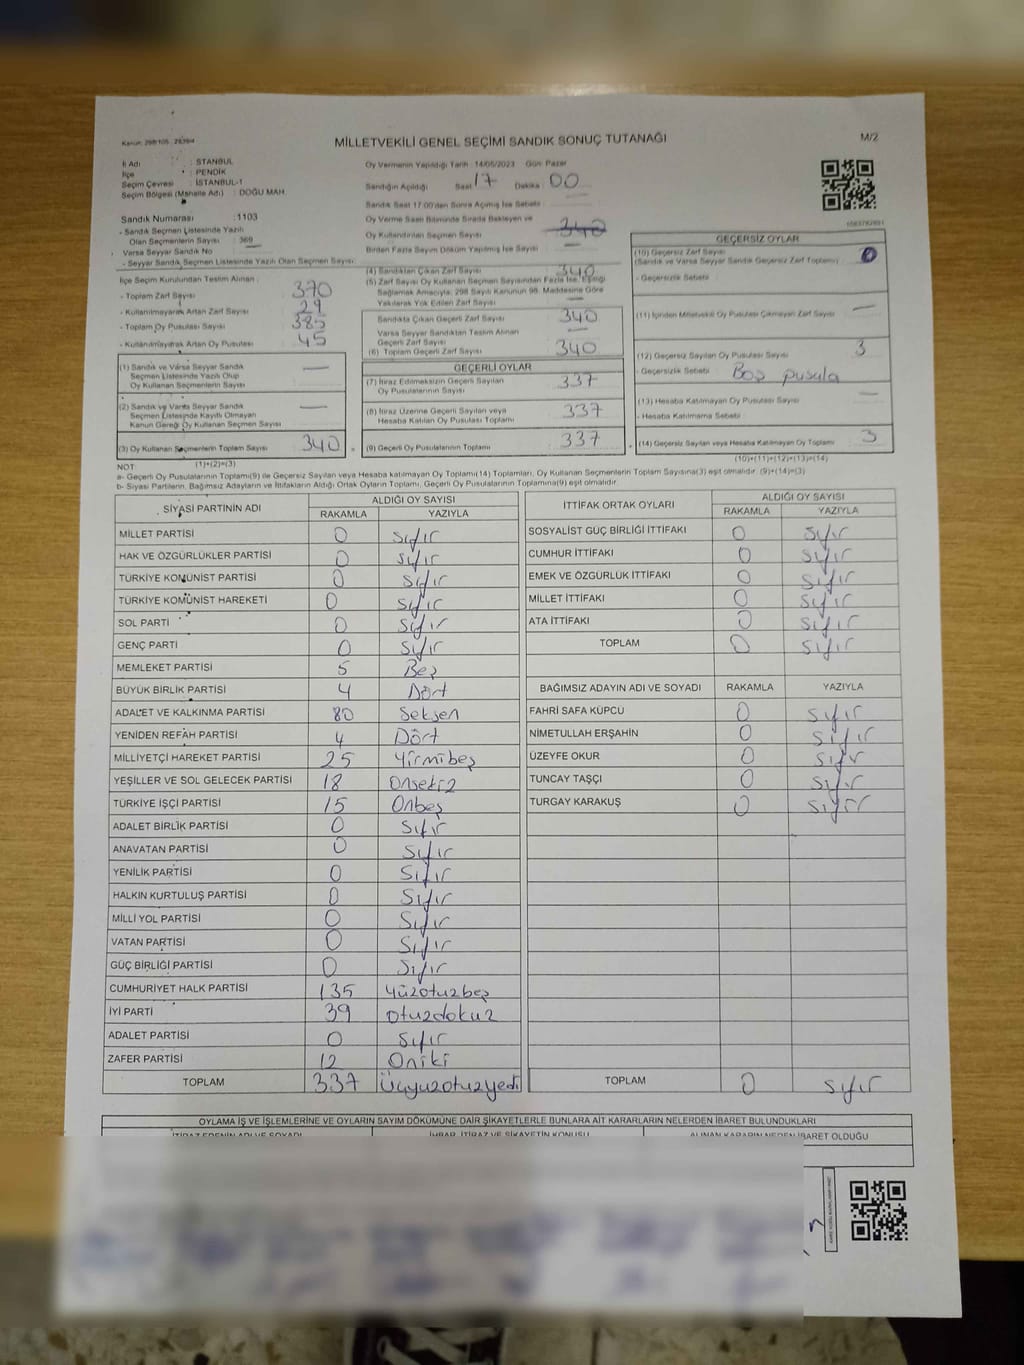 Kanun: 298/105 2839/4
MİLLETVEKİLİ GENEL SEÇİMİ SANDIK SONUÇ TUTANAĞI
M/2
İl Adı : İSTANBUL
İlçe : PENDİK
Seçim Çevresi : İSTANBUL-1
Seçim Bölgesi (Mahalle Adı) : DOĞU MAH.
Sandık Numarası : 1103
- Sandık Seçmen Listesinde Yazılı
Olan Seçmenlerin Sayısı : 369
Varsa Seyyar Sandık No
- Seyyar Sandık Seçmen Listesinde Yazılı Olan Seçmen Sayısı:
Oy Vermenin Yapıldığı Tarih : 14/05/2023 Gün: Pazar
Sandığın Açıldığı Saat 17 Dakika : 00
Sandık Saat 17.00'den Sonra Açılmış İse Sebebi :
Oy Verme Saati Bitiminde Sırada Bekleyen ve
Oy Kullandırılan Seçmen Sayısı 340
Birden Fazla Sayım Döküm Yapılmış İse Sayısı : —
İlçe Seçim Kurulundan Teslim Alınan :
- Toplam Zarf Sayısı 370
- Kullanılmayarak Artan Zarf Sayısı 29
- Toplam Oy Pusulası Sayısı 385
- Kullanılmayarak Artan Oy Pusulası 45
(4) Sandıktan Çıkan Zarf Sayısı 340
(5) Zarf Sayısı Oy Kullanan Seçmen Sayısından Fazla İse, Eşitliği
Sağlamak Amacıyla, 298 Sayılı Kanunun 98. Maddesine Göre
Yakılarak Yok Edilen Zarf Sayısı —
Sandıkta Çıkan Geçerli Zarf Sayısı 340
Varsa Seyyar Sandıktan Teslim Alınan
Geçerli Zarf Sayısı —
(6) Toplam Geçerli Zarf Sayısı 340
GEÇERSİZ OYLAR
(10) Geçersiz Zarf Sayısı
(Sandık ve Varsa Seyyar Sandık Geçersiz Zarf Toplamı) 0
- Geçersizlik Sebebi
(11) İçinden Milletvekili Oy Pusulası Çıkmayan Zarf Sayısı —
(12) Geçersiz Sayılan Oy Pusulası Sayısı 3
- Geçersizlik Sebebi : Boş pusula
(13) Hesaba Katılmayan Oy Pusulası Sayısı —
- Hesaba Katılmama Sebebi :
(14) Geçersiz Sayılan veya Hesaba Katılmayan Oy Toplamı 3
(10)+(11)+(12)+(13)=(14)
(1) Sandık ve Varsa Seyyar Sandık
Seçmen Listesinde Yazılı Olup
Oy Kullanan Seçmenlerin Sayısı —
(2) Sandık ve Varsa Seyyar Sandık
Seçmen Listesinde Kayıtlı Olmayan
Kanun Gereği Oy Kullanan Seçmen Sayısı —
(3) Oy Kullanan Seçmenlerin Toplam Sayısı 340
(1)+(2)=(3)
GEÇERLİ OYLAR
(7) İtiraz Edilmeksizin Geçerli Sayılan
Oy Pusulalarının Sayısı 337
(8) İtiraz Üzerine Geçerli Sayılan veya
Hesaba Katılan Oy Pusulası Toplamı 337
(9) Geçerli Oy Pusulalarının Toplamı 337
NOT:
a- Geçerli Oy Pusulalarının Toplamı(9) ile Geçersiz Sayılan veya Hesaba katılmayan Oy Toplamı(14) Toplamları, Oy Kullanan Seçmenlerin Toplam Sayısına(3) eşit olmalıdır. (9)+(14)=(3)
b- Siyasi Partilerin, Bağımsız Adayların ve İttifakların Aldığı Ortak Oyların Toplamı, Geçerli Oy Pusulalarının Toplamına(9) eşit olmalıdır.
SİYASİ PARTİNİN ADI ALDIĞI OY SAYISI
RAKAMLA YAZIYLA
MİLLET PARTİSİ 0 Sıfır
HAK VE ÖZGÜRLÜKLER PARTİSİ 0 Sıfır
TÜRKİYE KOMÜNİST PARTİSİ 0 Sıfır
TÜRKİYE KOMÜNİST HAREKETİ 0 Sıfır
SOL PARTİ 0 Sıfır
GENÇ PARTİ 0 Sıfır
MEMLEKET PARTİSİ 5 Beş
BÜYÜK BİRLİK PARTİSİ 4 Dört
ADALET VE KALKINMA PARTİSİ 80 Seksen
YENİDEN REFAH PARTİSİ 4 Dört
MİLLİYETÇİ HAREKET PARTİSİ 25 Yirmibeş
YEŞİLLER VE SOL GELECEK PARTİSİ 18 Onsekiz
TÜRKİYE İŞÇİ PARTİSİ 15 Onbeş
ADALET BİRLİK PARTİSİ 0 Sıfır
ANAVATAN PARTİSİ 0 Sıfır
YENİLİK PARTİSİ 0 Sıfır
HALKIN KURTULUŞ PARTİSİ 0 Sıfır
MİLLİ YOL PARTİSİ 0 Sıfır
VATAN PARTİSİ 0 Sıfır
GÜÇ BİRLİĞİ PARTİSİ 0 Sıfır
CUMHURİYET HALK PARTİSİ 135 Yüzotuzbeş
İYİ PARTİ 39 Otuzdokuz
ADALET PARTİSİ 0 Sıfır
ZAFER PARTİSİ 12 Oniki
TOPLAM 337 Üçyüzotuzyedi
İTTİFAK ORTAK OYLARI ALDIĞI OY SAYISI
RAKAMLA YAZIYLA
SOSYALİST GÜÇ BİRLİĞİ İTTİFAKI 0 Sıfır
CUMHUR İTTİFAKI 0 Sıfır
EMEK VE ÖZGÜRLÜK İTTİFAKI 0 Sıfır
MİLLET İTTİFAKI 0 Sıfır
ATA İTTİFAKI 0 Sıfır
TOPLAM 0 Sıfır
BAĞIMSIZ ADAYIN ADI VE SOYADI RAKAMLA YAZIYLA
FAHRİ SAFA KÜPCÜ 0 Sıfır
NİMETULLAH ERŞAHİN 0 Sıfır
ÜZEYFE OKUR 0 Sıfır
TUNCAY TAŞÇI 0 Sıfır
TURGAY KARAKUŞ 0 Sıfır
TOPLAM 0 Sıfır
OYLAMA İŞ VE İŞLEMLERİNE VE OYLARIN SAYIM DÖKÜMÜNE DAİR ŞİKAYETLERLE BUNLARA AİT KARARLARIN NELERDEN İBARET BULUNDUKLARI
İTİRAZ EDENİN ADI VE SOYADI İHBAR, İTİRAZ VE ŞİKAYETİN KONUSU ALINAN KARARIN NEDEN İBARET OLDUĞU